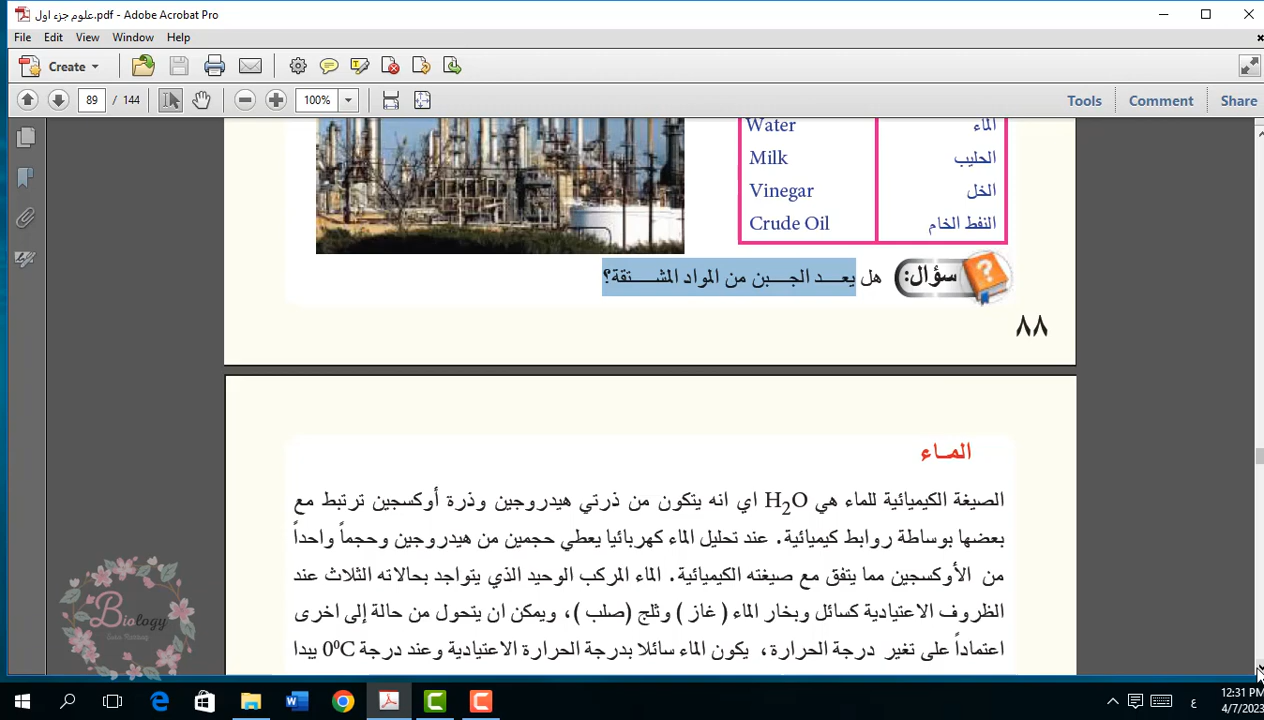 علوم جزء اول.pdf - Adobe Acrobat Pro
File Edit View Window Help
Create
89 / 144 100% Tools Comment Share
Water الماء
Milk الحليب
Vinegar الخل
Crude Oil النفط الخام
سؤال: هل يعـــد الجـــبن من المواد المشـــتقة؟
٨٨
المـاء
الصيغة الكيميائية للماء هي H2O اي انه يتكون من ذرتي هيدروجين وذرة أوكسجين ترتبط مع
بعضها بوساطة روابط كيميائية. عند تحليل الماء كهربائيا يعطي حجمين من هيدروجين وحجماً واحداً
من الأوكسجين مما يتفق مع صيغته الكيميائية. الماء المركب الوحيد الذي يتواجد بحالاته الثلاث عند
الظروف الاعتيادية كسائل وبخار الماء ( غاز ) وثلج (صلب )، ويمكن ان يتحول من حالة إلى اخرى
اعتماداً على تغير درجة الحرارة، يكون الماء سائلا بدرجة الحرارة الاعتيادية وعند درجة 0⁰C يبدا
Biology
ع
12:31 PM
4/7/2023